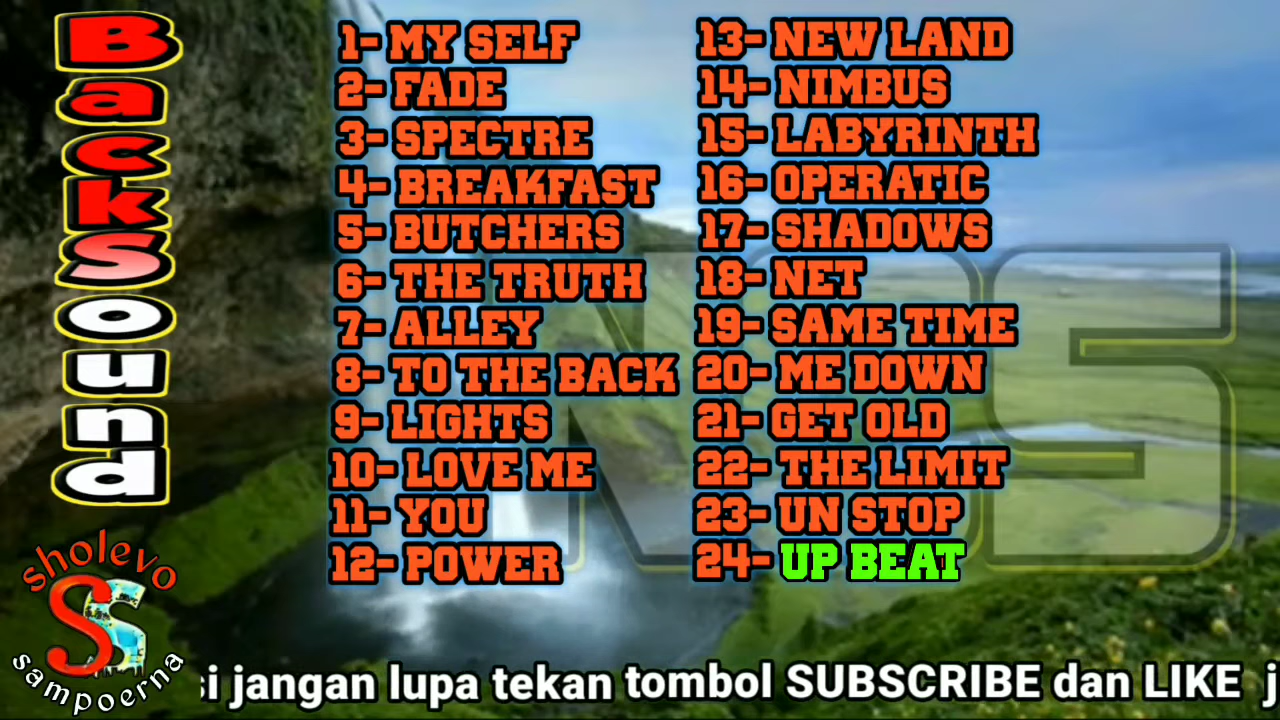 Backsound
1- MY SELF
2- FADE
3- SPECTRE
4- BREAKFAST
5- BUTCHERS
6- THE TRUTH
7- ALLEY
8- TO THE BACK
9- LIGHTS
10- LOVE ME
11- YOU
12- POWER
13- NEW LAND
14- NIMBUS
15- LABYRINTH
16- OPERATIC
17- SHADOWS
18- NET
19- SAME TIME
20- ME DOWN
21- GET OLD
22- THE LIMIT
23- UN STOP
24- UP BEAT
NS
sholevo
SS
sampoerna
si jangan lupa tekan tombol SUBSCRIBE dan LIKE j